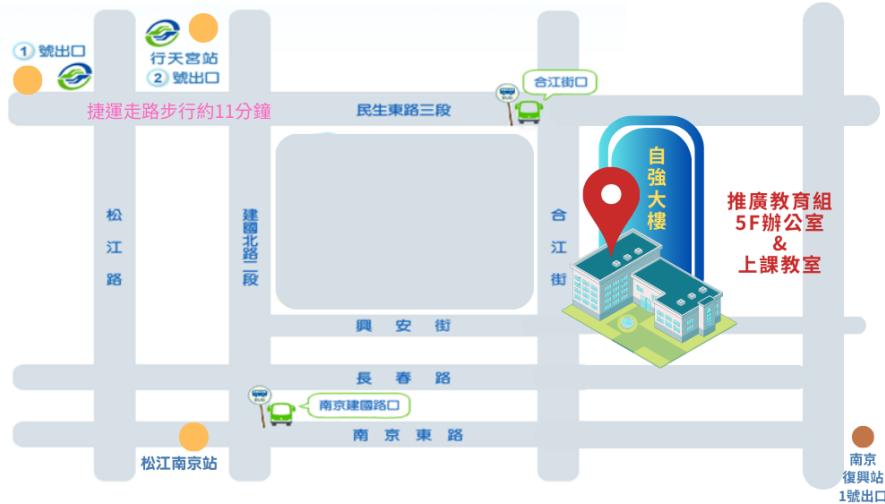 1 號出口
行天宮站
2 號出口
捷運走路步行約11分鐘
民生東路三段
BUS
合江街口
自強大樓
推廣教育組
5F辦公室
&
上課教室
松江路
建國北路二段
合江街
興安街
長春路
BUS
南京建國路口
南京東路
松江南京站
南京
復興站
1號出口